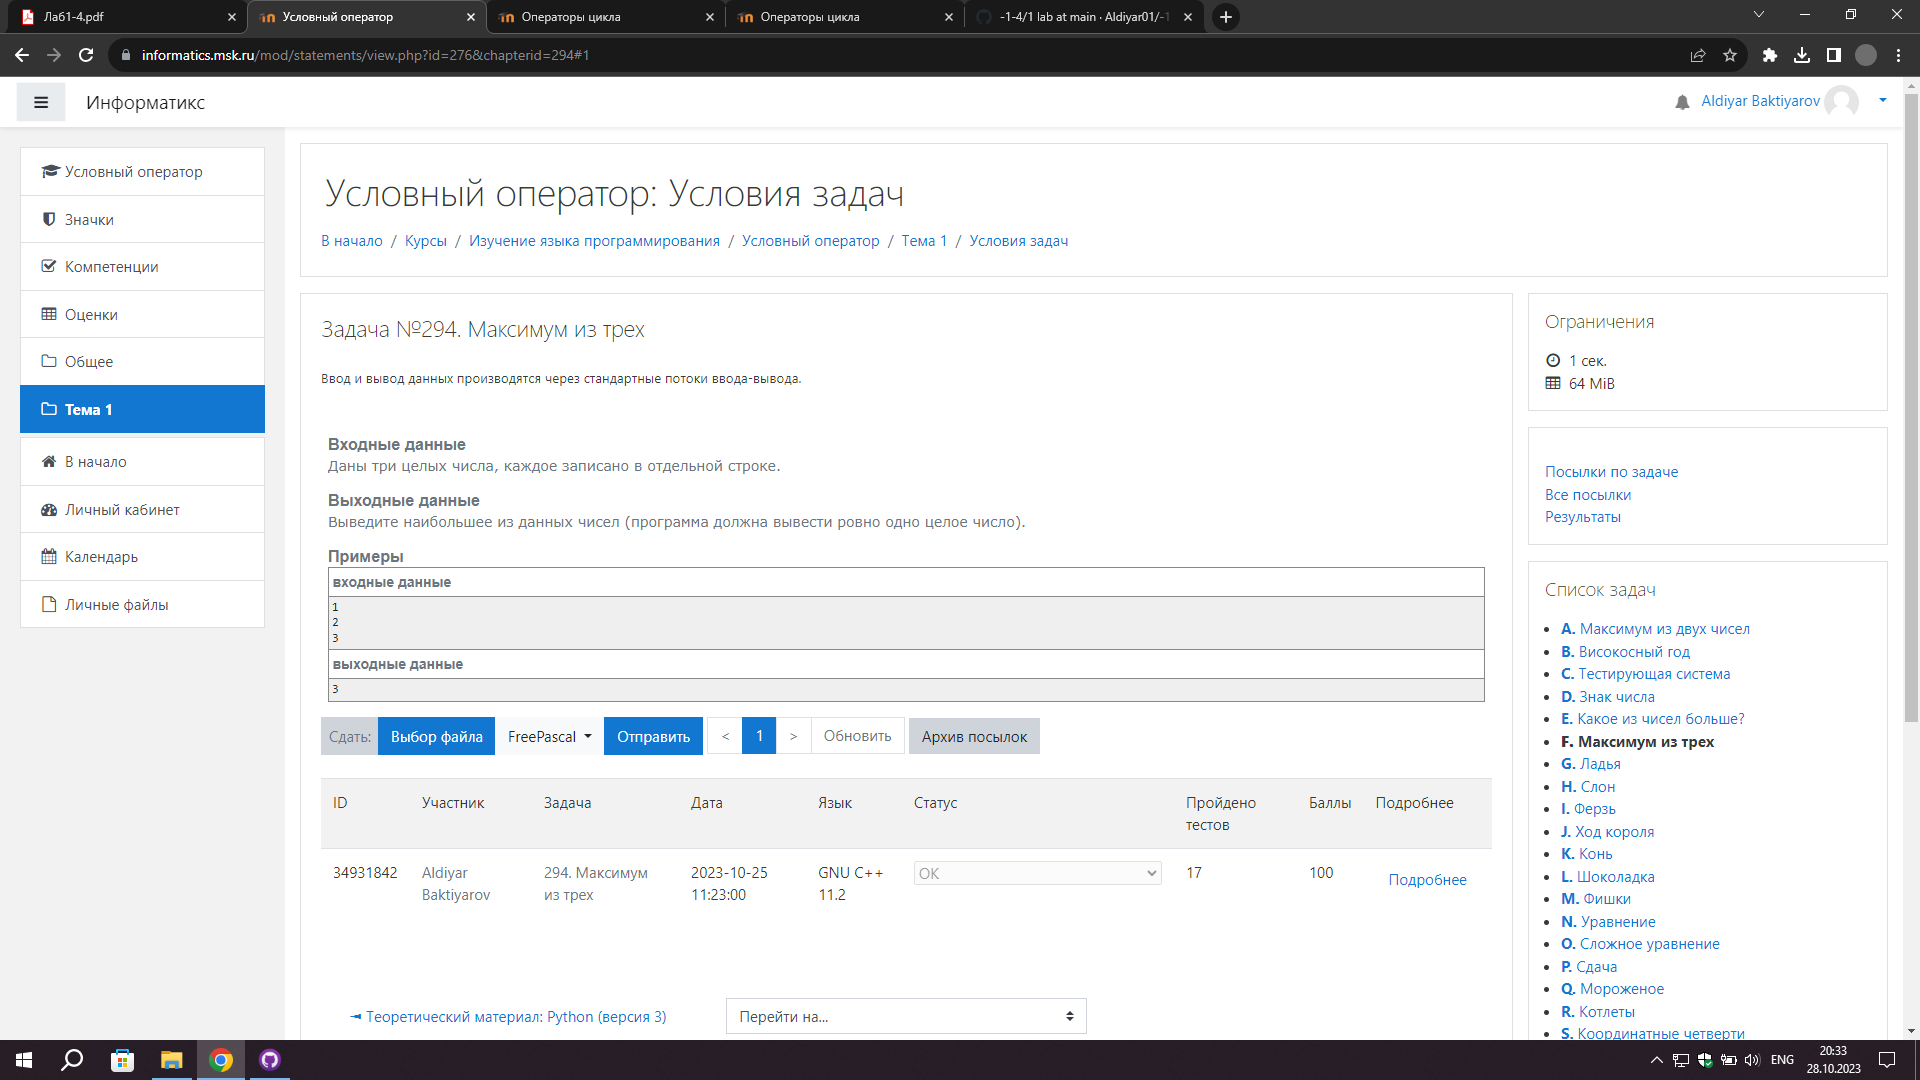 Лаб1-4.pdf
Условный оператор
Операторы цикла
Операторы цикла
-1-4/1 lab at main · Aldiyar01/-1
informatics.msk.ru/mod/statements/view.php?id=276&chapterid=294#1
Информатикс
Aldiyar Baktiyarov
Условный оператор
Значки
Компетенции
Оценки
Общее
Тема 1
В начало
Личный кабинет
Календарь
Личные файлы
Условный оператор: Условия задач
В начало / Курсы / Изучение языка программирования / Условный оператор / Тема 1 / Условия задач
Задача №294. Максимум из трех
Ввод и вывод данных производятся через стандартные потоки ввода-вывода.
Входные данные
Даны три целых числа, каждое записано в отдельной строке.
Выходные данные
Выведите наибольшее из данных чисел (программа должна вывести ровно одно целое число).
Примеры
входные данные
1
2
3
выходные данные
3
Сдать: Выбор файла FreePascal Отправить < 1 > Обновить Архив посылок
ID Участник Задача Дата Язык Статус Пройдено тестов Баллы Подробнее
34931842 Aldiyar Baktiyarov 294. Максимум из трех 2023-10-25 11:23:00 GNU C++ 11.2 OK 17 100 Подробнее
◄ Теоретический материал: Python (версия 3)
Перейти на...
Ограничения
1 сек.
64 MiB
Посылки по задаче
Все посылки
Результаты
Список задач
A. Максимум из двух чисел
B. Високосный год
C. Тестирующая система
D. Знак числа
E. Какое из чисел больше?
F. Максимум из трех
G. Ладья
H. Слон
I. Ферзь
J. Ход короля
K. Конь
L. Шоколадка
M. Фишки
N. Уравнение
O. Сложное уравнение
P. Сдача
Q. Мороженое
R. Котлеты
S. Координатные четверти
ENG
20:33
28.10.2023